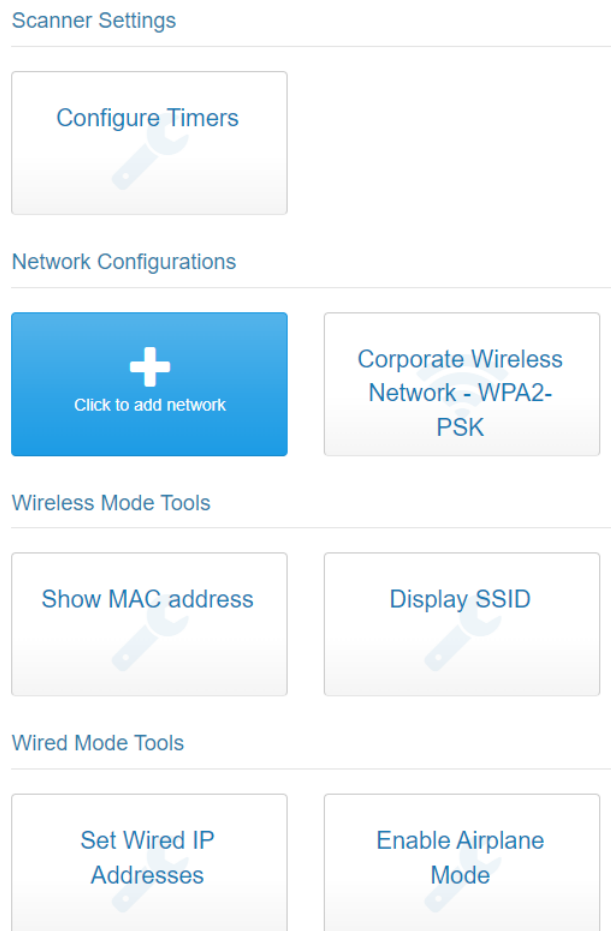 Scanner Settings
Configure Timers
Network Configurations
Click to add network
Corporate Wireless
Network - WPA2-
PSK
Wireless Mode Tools
Show MAC address
Display SSID
Wired Mode Tools
Set Wired IP
Addresses
Enable Airplane
Mode